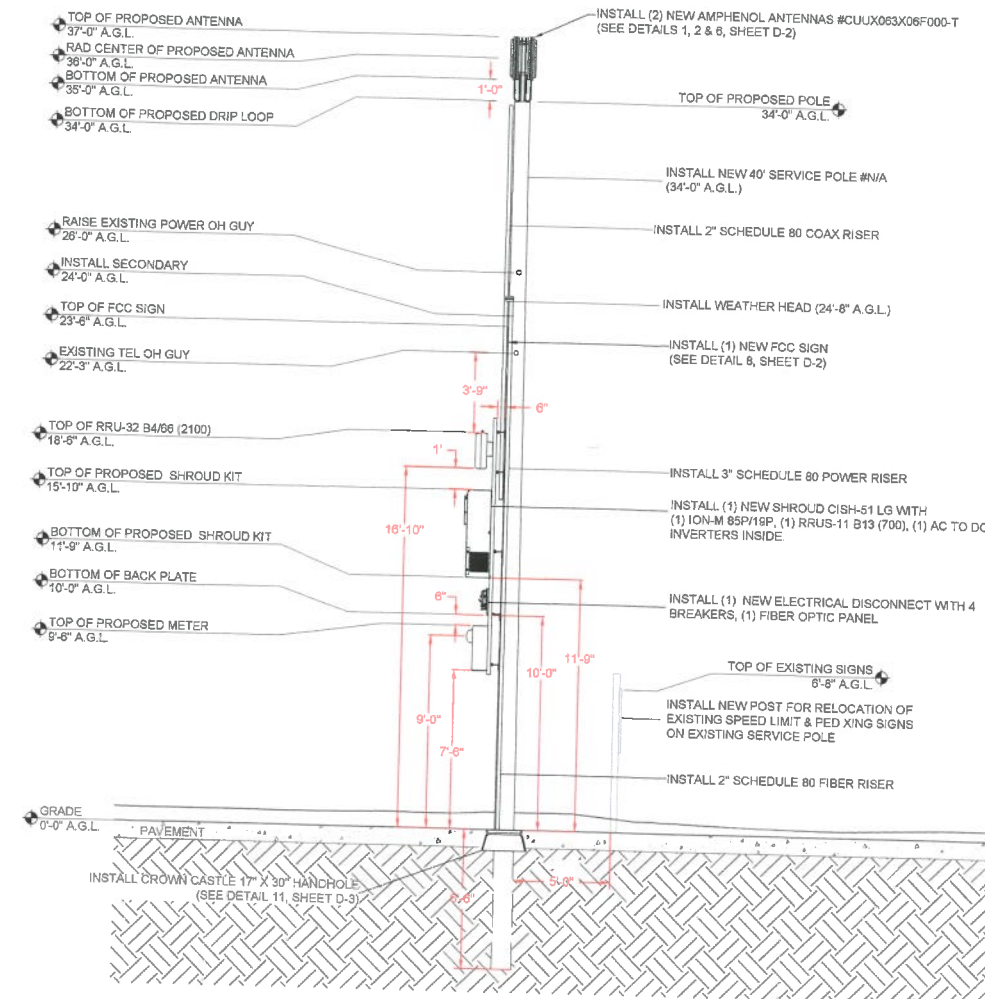 TOP OF PROPOSED ANTENNA
37'-0" A.G.L.
RAD CENTER OF PROPOSED ANTENNA
36'-0" A.G.L.
BOTTOM OF PROPOSED ANTENNA
35'-0" A.G.L.
BOTTOM OF PROPOSED DRIP LOOP
34'-0" A.G.L.
RAISE EXISTING POWER OH GUY
26'-0" A.G.L.
INSTALL SECONDARY
24'-0" A.G.L.
TOP OF FCC SIGN
23'-6" A.G.L.
EXISTING TEL OH GUY
22'-3" A.G.L.
TOP OF RRU-32 B4/66 (2100)
18'-6" A.G.L.
TOP OF PROPOSED SHROUD KIT
15'-10" A.G.L.
BOTTOM OF PROPOSED SHROUD KIT
11'-9" A.G.L.
BOTTOM OF BACK PLATE
10'-0" A.G.L.
TOP OF PROPOSED METER
9'-6" A.G.L.
GRADE
0'-0" A.G.L.
PAVEMENT
INSTALL CROWN CASTLE 17" X 30" HANDHOLE
(SEE DETAIL 11, SHEET D-3)
1'-0"
3'-9"
6"
1'
16'-10"
6"
11'-9"
10'-0"
9'-0"
7'-6"
INSTALL (2) NEW AMPHENOL ANTENNAS #CUUX063X06F000-T
(SEE DETAILS 1, 2 & 6, SHEET D-2)
TOP OF PROPOSED POLE
34'-0" A.G.L.
INSTALL NEW 40' SERVICE POLE #N/A
(34'-0" A.G.L.)
INSTALL 2" SCHEDULE 80 COAX RISER
INSTALL WEATHER HEAD (24'-8" A.G.L.)
INSTALL (1) NEW FCC SIGN
(SEE DETAIL 8, SHEET D-2)
INSTALL 3" SCHEDULE 80 POWER RISER
INSTALL (1) NEW SHROUD CISH-51 LG WITH
(1) ION-M 85P/19P, (1) RRUS-11 B13 (700), (1) AC TO DC
INVERTERS INSIDE.
INSTALL (1) NEW ELECTRICAL DISCONNECT WITH 4
BREAKERS, (1) FIBER OPTIC PANEL
TOP OF EXISTING SIGNS
6'-8" A.G.L.
INSTALL NEW POST FOR RELOCATION OF
EXISTING SPEED LIMIT & PED XING SIGNS
ON EXISTING SERVICE POLE
INSTALL 2" SCHEDULE 80 FIBER RISER